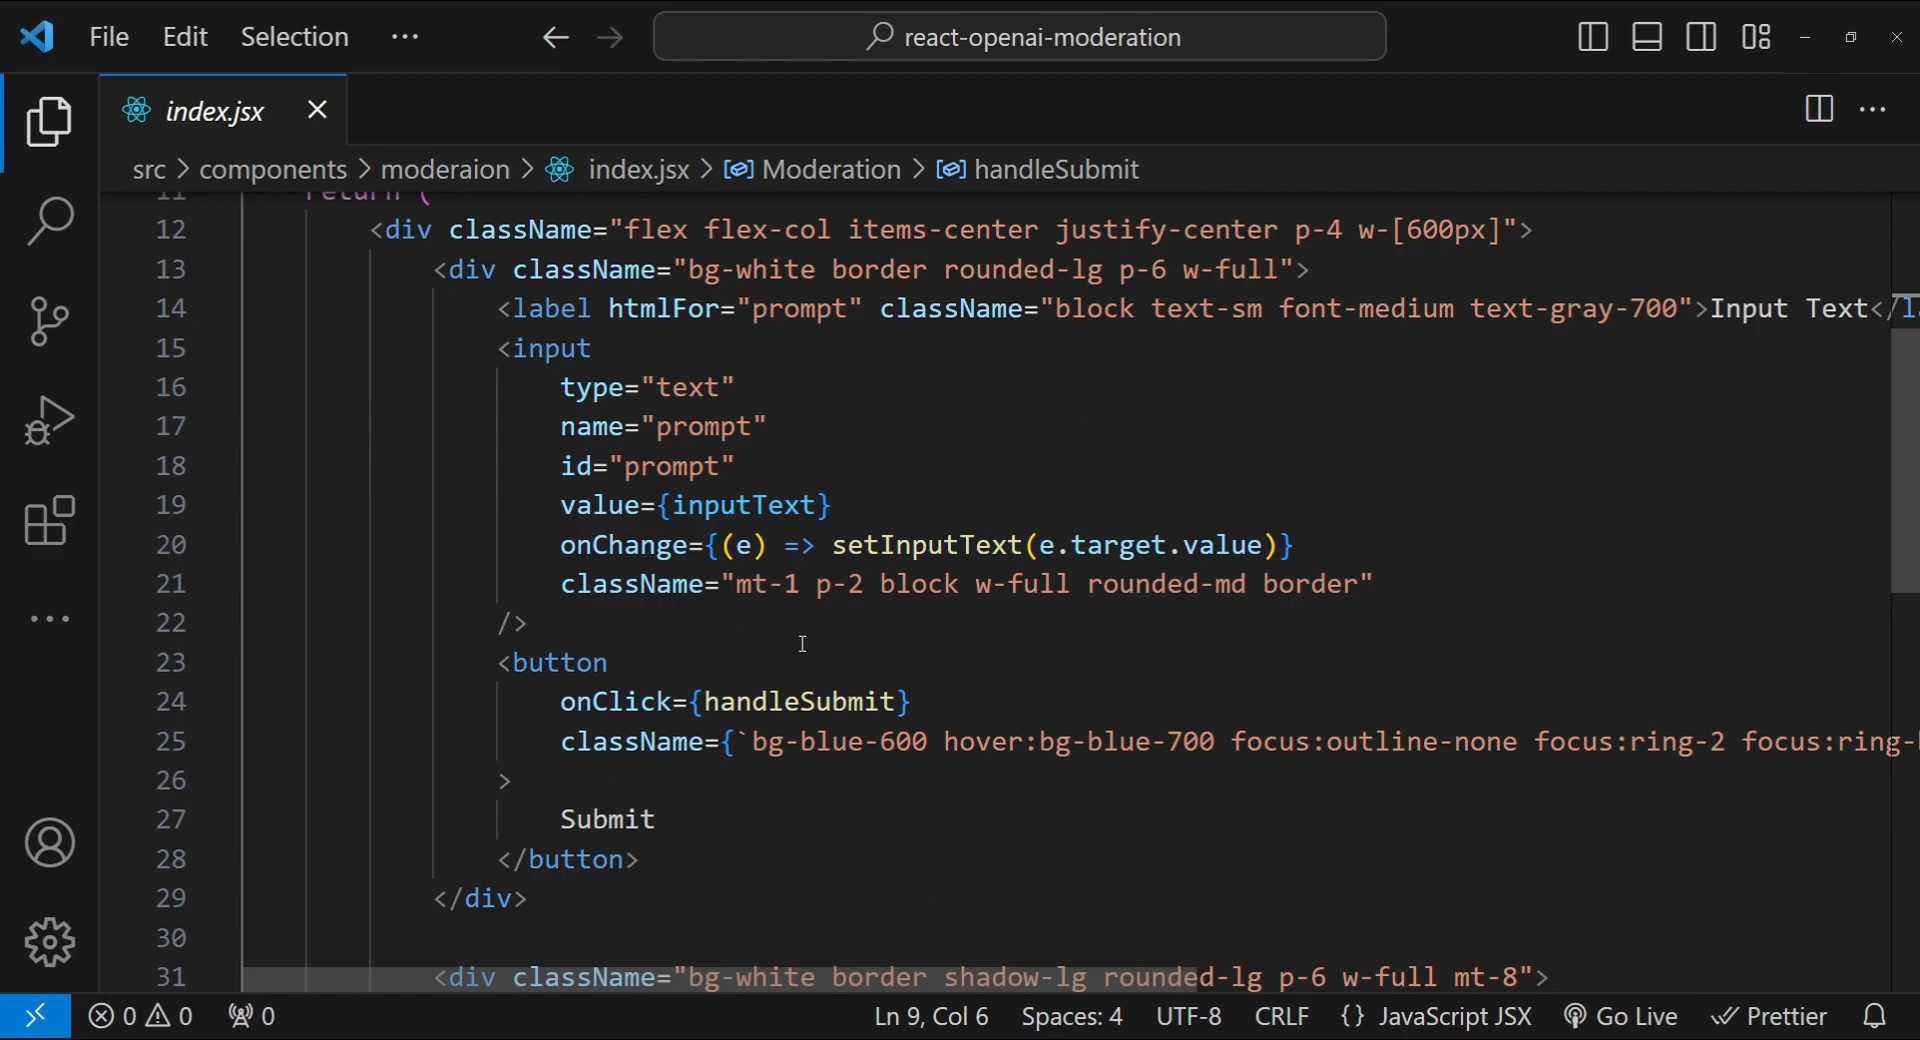 File Edit Selection ··· react-openai-moderation
index.jsx
src > components > moderaion > index.jsx > Moderation > handleSubmit
11 return (
12 <div className="flex flex-col items-center justify-center p-4 w-[600px]">
13 <div className="bg-white border rounded-lg p-6 w-full">
14 <label htmlFor="prompt" className="block text-sm font-medium text-gray-700">Input Text</la
15 <input
16 type="text"
17 name="prompt"
18 id="prompt"
19 value={inputText}
20 onChange={(e) => setInputText(e.target.value)}
21 className="mt-1 p-2 block w-full rounded-md border"
22 />
23 <button
24 onClick={handleSubmit}
25 className={`bg-blue-600 hover:bg-blue-700 focus:outline-none focus:ring-2 focus:ring-
26 >
27 Submit
28 </button>
29 </div>
30
31 <div className="bg-white border shadow-lg rounded-lg p-6 w-full mt-8">
0 0 0 Ln 9, Col 6 Spaces: 4 UTF-8 CRLF {} JavaScript JSX Go Live Prettier